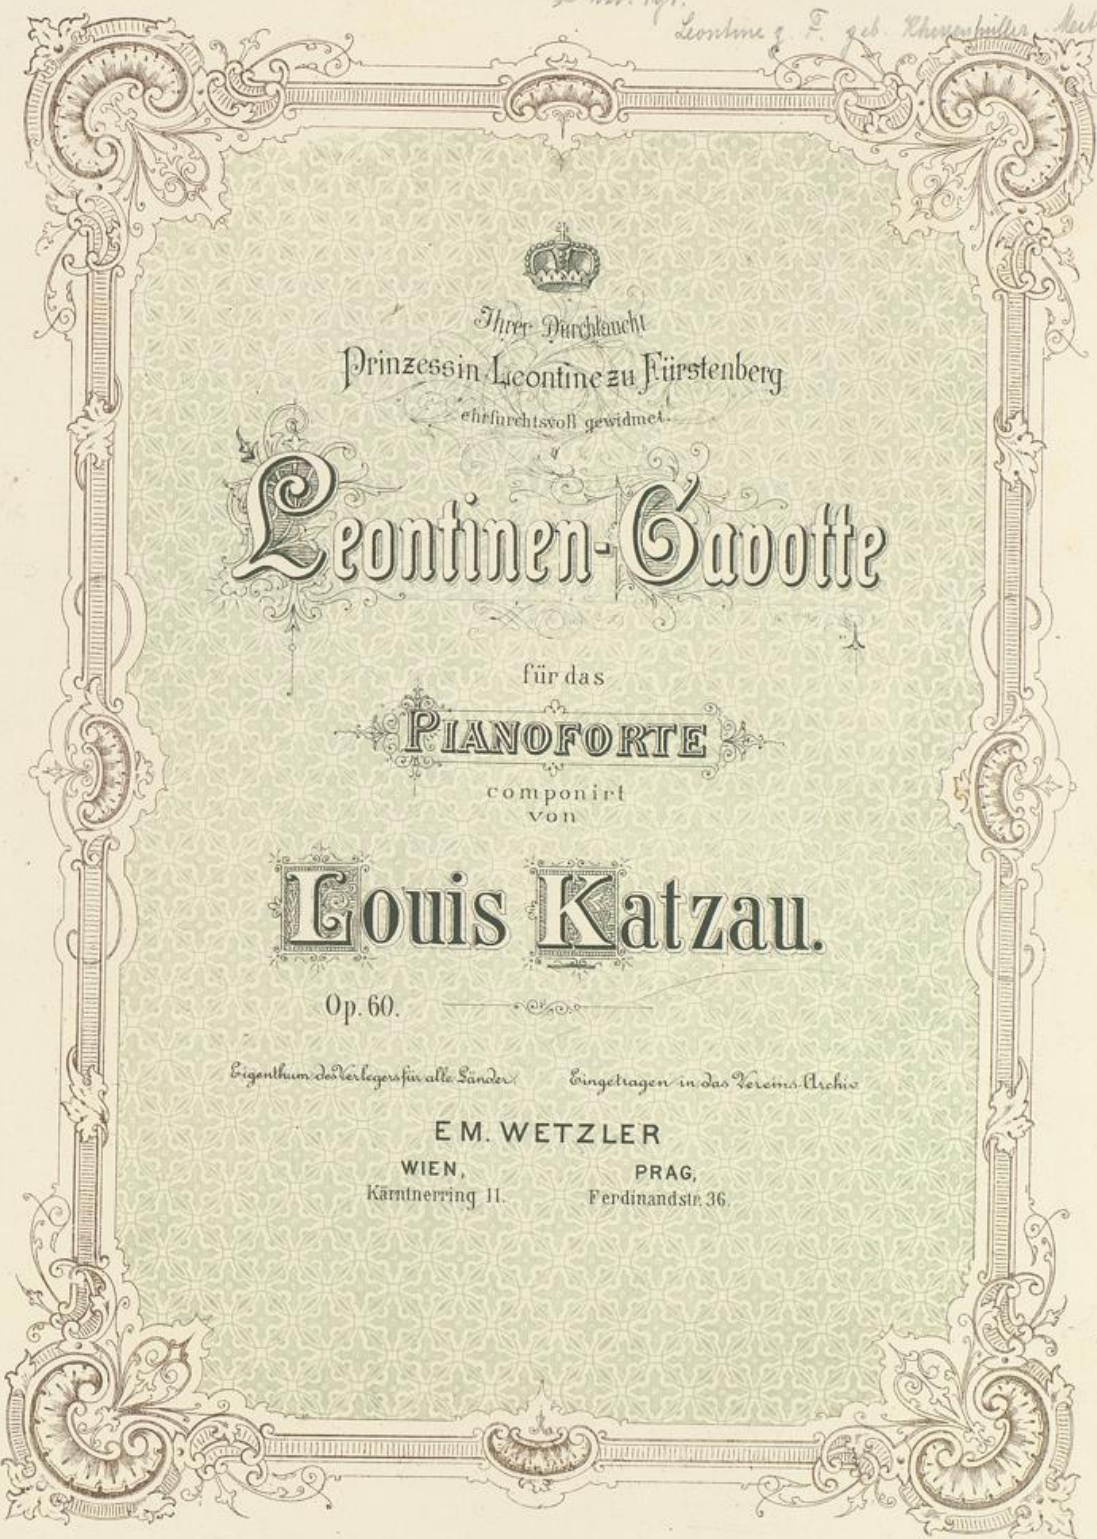 Leontine z. F. geb. Khevenhüller
Ihrer Durchlaucht
Prinzessin Leontine zu Fürstenberg
ehrfurchtsvoll gewidmet.
Leontinen-Gavotte
für das
PIANOFORTE
componirt
von
Louis Katzau.
Op. 60.
Eigenthum des Verlegers für alle Länder. Eingetragen in das Vereins-Archiv
EM. WETZLER
WIEN, PRAG,
Kärntnerring 11. Ferdinandstr. 36.